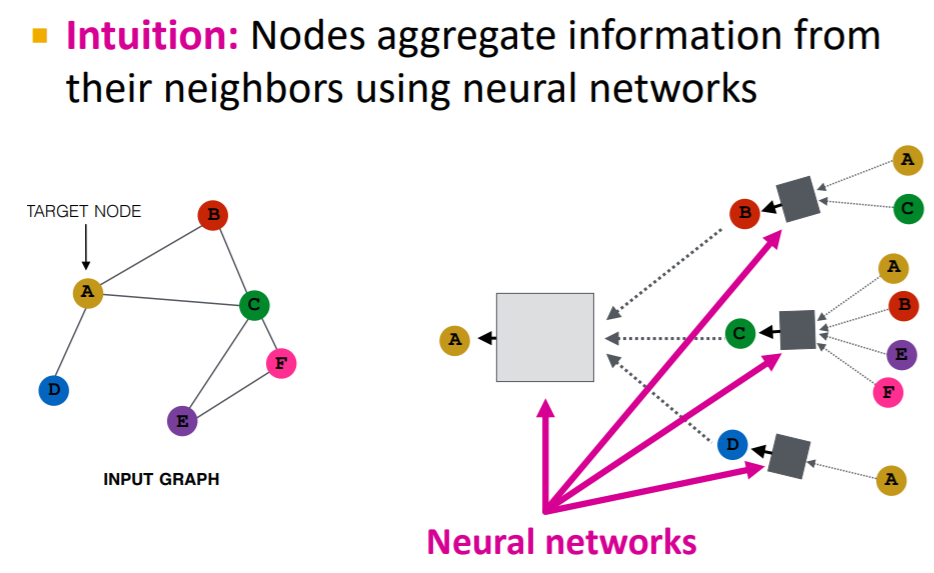 Intuition: Nodes aggregate information from
their neighbors using neural networks
TARGET NODE
B
A
C
F
D
E
INPUT GRAPH
A
B
A
C
C
A
B
E
F
D
A
Neural networks